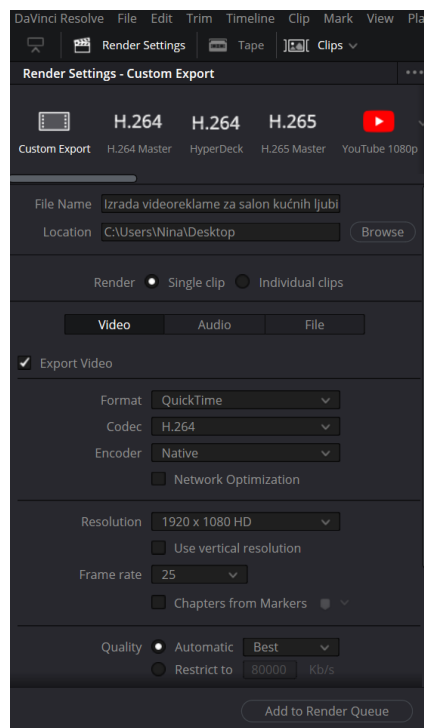 DaVinci Resolve File Edit Trim Timeline Clip Mark View Pla
Render Settings Tape Clips
Render Settings - Custom Export
H.264 H.264 H.265
Custom Export H.264 Master HyperDeck H.265 Master YouTube 1080p
File Name Izrada videoreklame za salon kućnih ljubi
Location C:\Users\Nina\Desktop Browse
Render Single clip Individual clips
Video Audio File
Export Video
Format QuickTime
Codec H.264
Encoder Native
Network Optimization
Resolution 1920 x 1080 HD
Use vertical resolution
Frame rate 25
Chapters from Markers
Quality Automatic Best
Restrict to 80000 Kb/s
Add to Render Queue